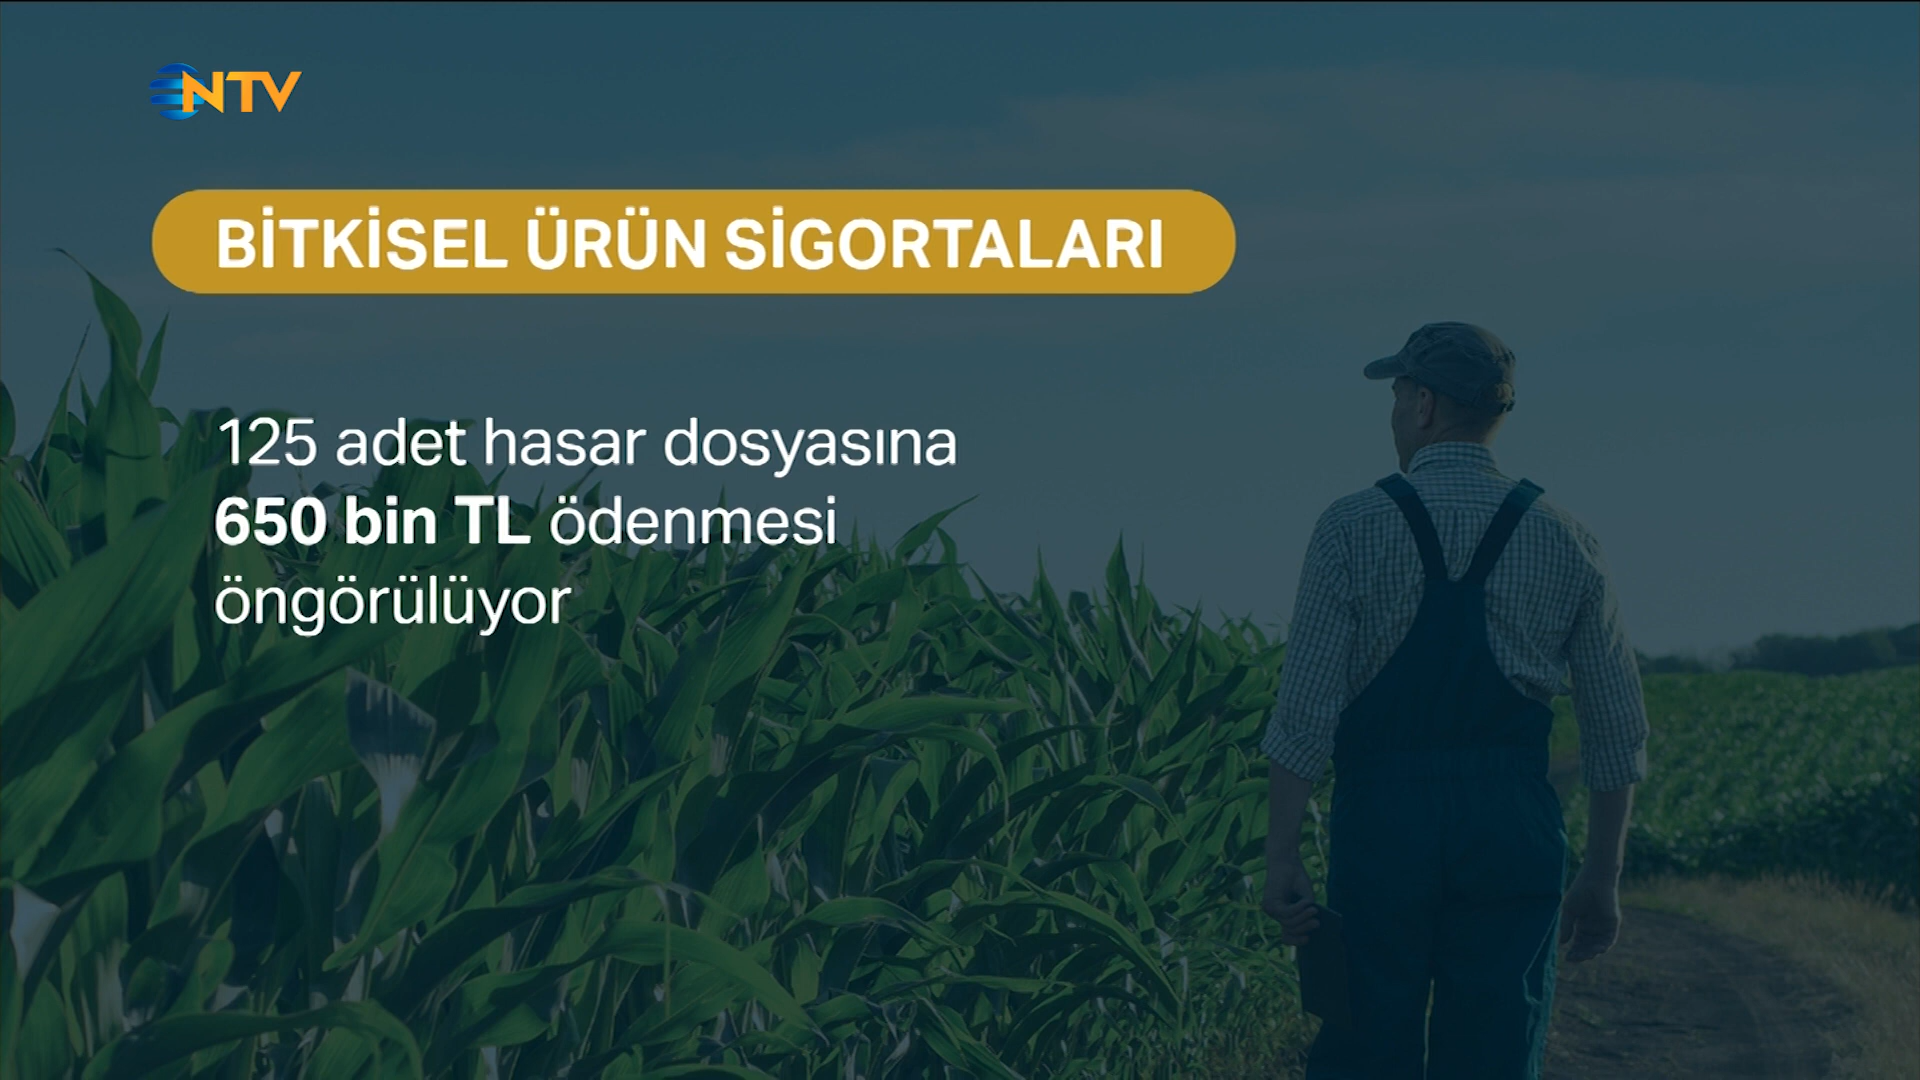 NTV
BİTKİSEL ÜRÜN SİGORTALARI
125 adet hasar dosyasına
650 bin TL ödenmesi
öngörülüyor